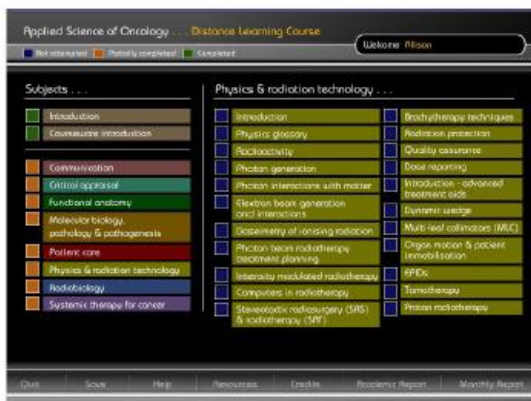 Applied Science of Oncology . . . Distance Learning Course
Welcome Allison
Not attempted Partially completed Completed
Subjects . . .
Introduction
Courseware introduction
Communication
Critical appraisal
Functional anatomy
Molecular biology,
pathology & pathogenesis
Patient care
Physics & radiation technology
Radiobiology
Systemic therapy for cancer
Physics & radiation technology . . .
Introduction
Physics glossary
Radioactivity
Photon generation
Photon interactions with matter
Electron beam generation
and interactions
Dosimetry of ionising radiation
Photon beam radiotherapy
treatment planning
Intensity modulated radiotherapy
Computers in radiotherapy
Stereotactic radiosurgery (SRS)
& radiotherapy (SRT)
Brachytherapy techniques
Radiation protection
Quality assurance
Dose reporting
Introduction - advanced
treatment aids
Dynamic wedge
Multi-leaf collimators (MLC)
Organ motion & patient
immobilisation
EPIDs
Tomotherapy
Proton radiotherapy
Quit Save Help Resources Credits Academic Report Monthly Report